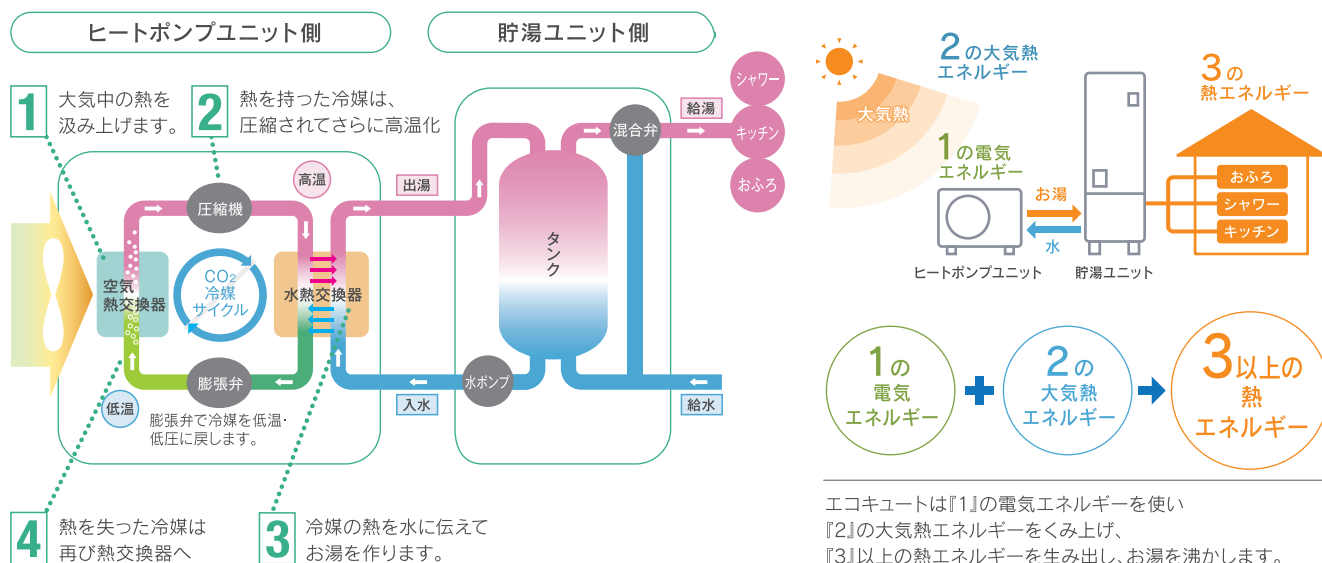 ヒートポンプユニット側
貯湯ユニット側
1
大気中の熱を
汲み上げます。
2
熱を持った冷媒は、
圧縮されてさらに高温化
高温
圧縮機
空気
熱交換器
CO₂
冷媒
サイクル
水熱交換器
膨張弁
低温
膨張弁で冷媒を低温・
低圧に戻します。
出湯
入水
タンク
水ポンプ
混合弁
給湯
給水
シャワー
キッチン
おふろ
4
熱を失った冷媒は
再び熱交換器へ
3
冷媒の熱を水に伝えて
お湯を作ります。
大気熱
2の大気熱
エネルギー
1の電気
エネルギー
3の
熱エネルギー
お湯
水
おふろ
シャワー
キッチン
ヒートポンプユニット
貯湯ユニット
1の
電気
エネルギー
2の
大気熱
エネルギー
3以上の
熱
エネルギー
エコキュートは『1』の電気エネルギーを使い
『2』の大気熱エネルギーをくみ上げ、
『3』以上の熱エネルギーを生み出し、お湯を沸かします。